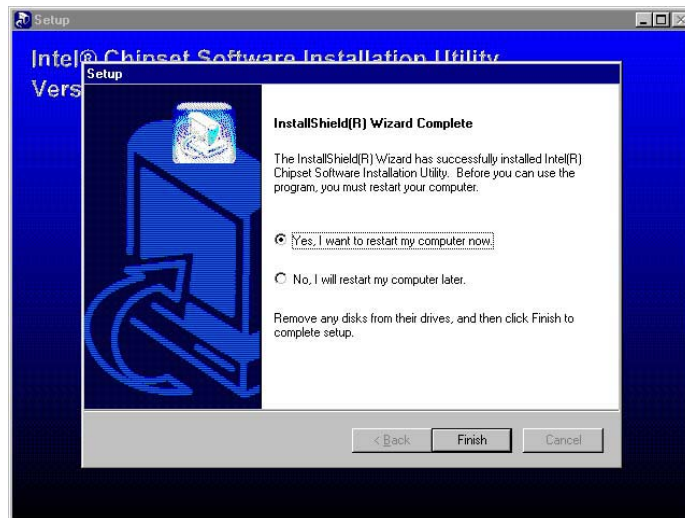 Setup
Intel® Chipset Software Installation Utility
Vers
Setup
InstallShield(R) Wizard Complete
The InstallShield(R) Wizard has successfully installed Intel(R)
Chipset Software Installation Utility. Before you can use the
program, you must restart your computer.
Yes, I want to restart my computer now.
No, I will restart my computer later.
Remove any disks from their drives, and then click Finish to
complete setup.
< Back
Finish
Cancel